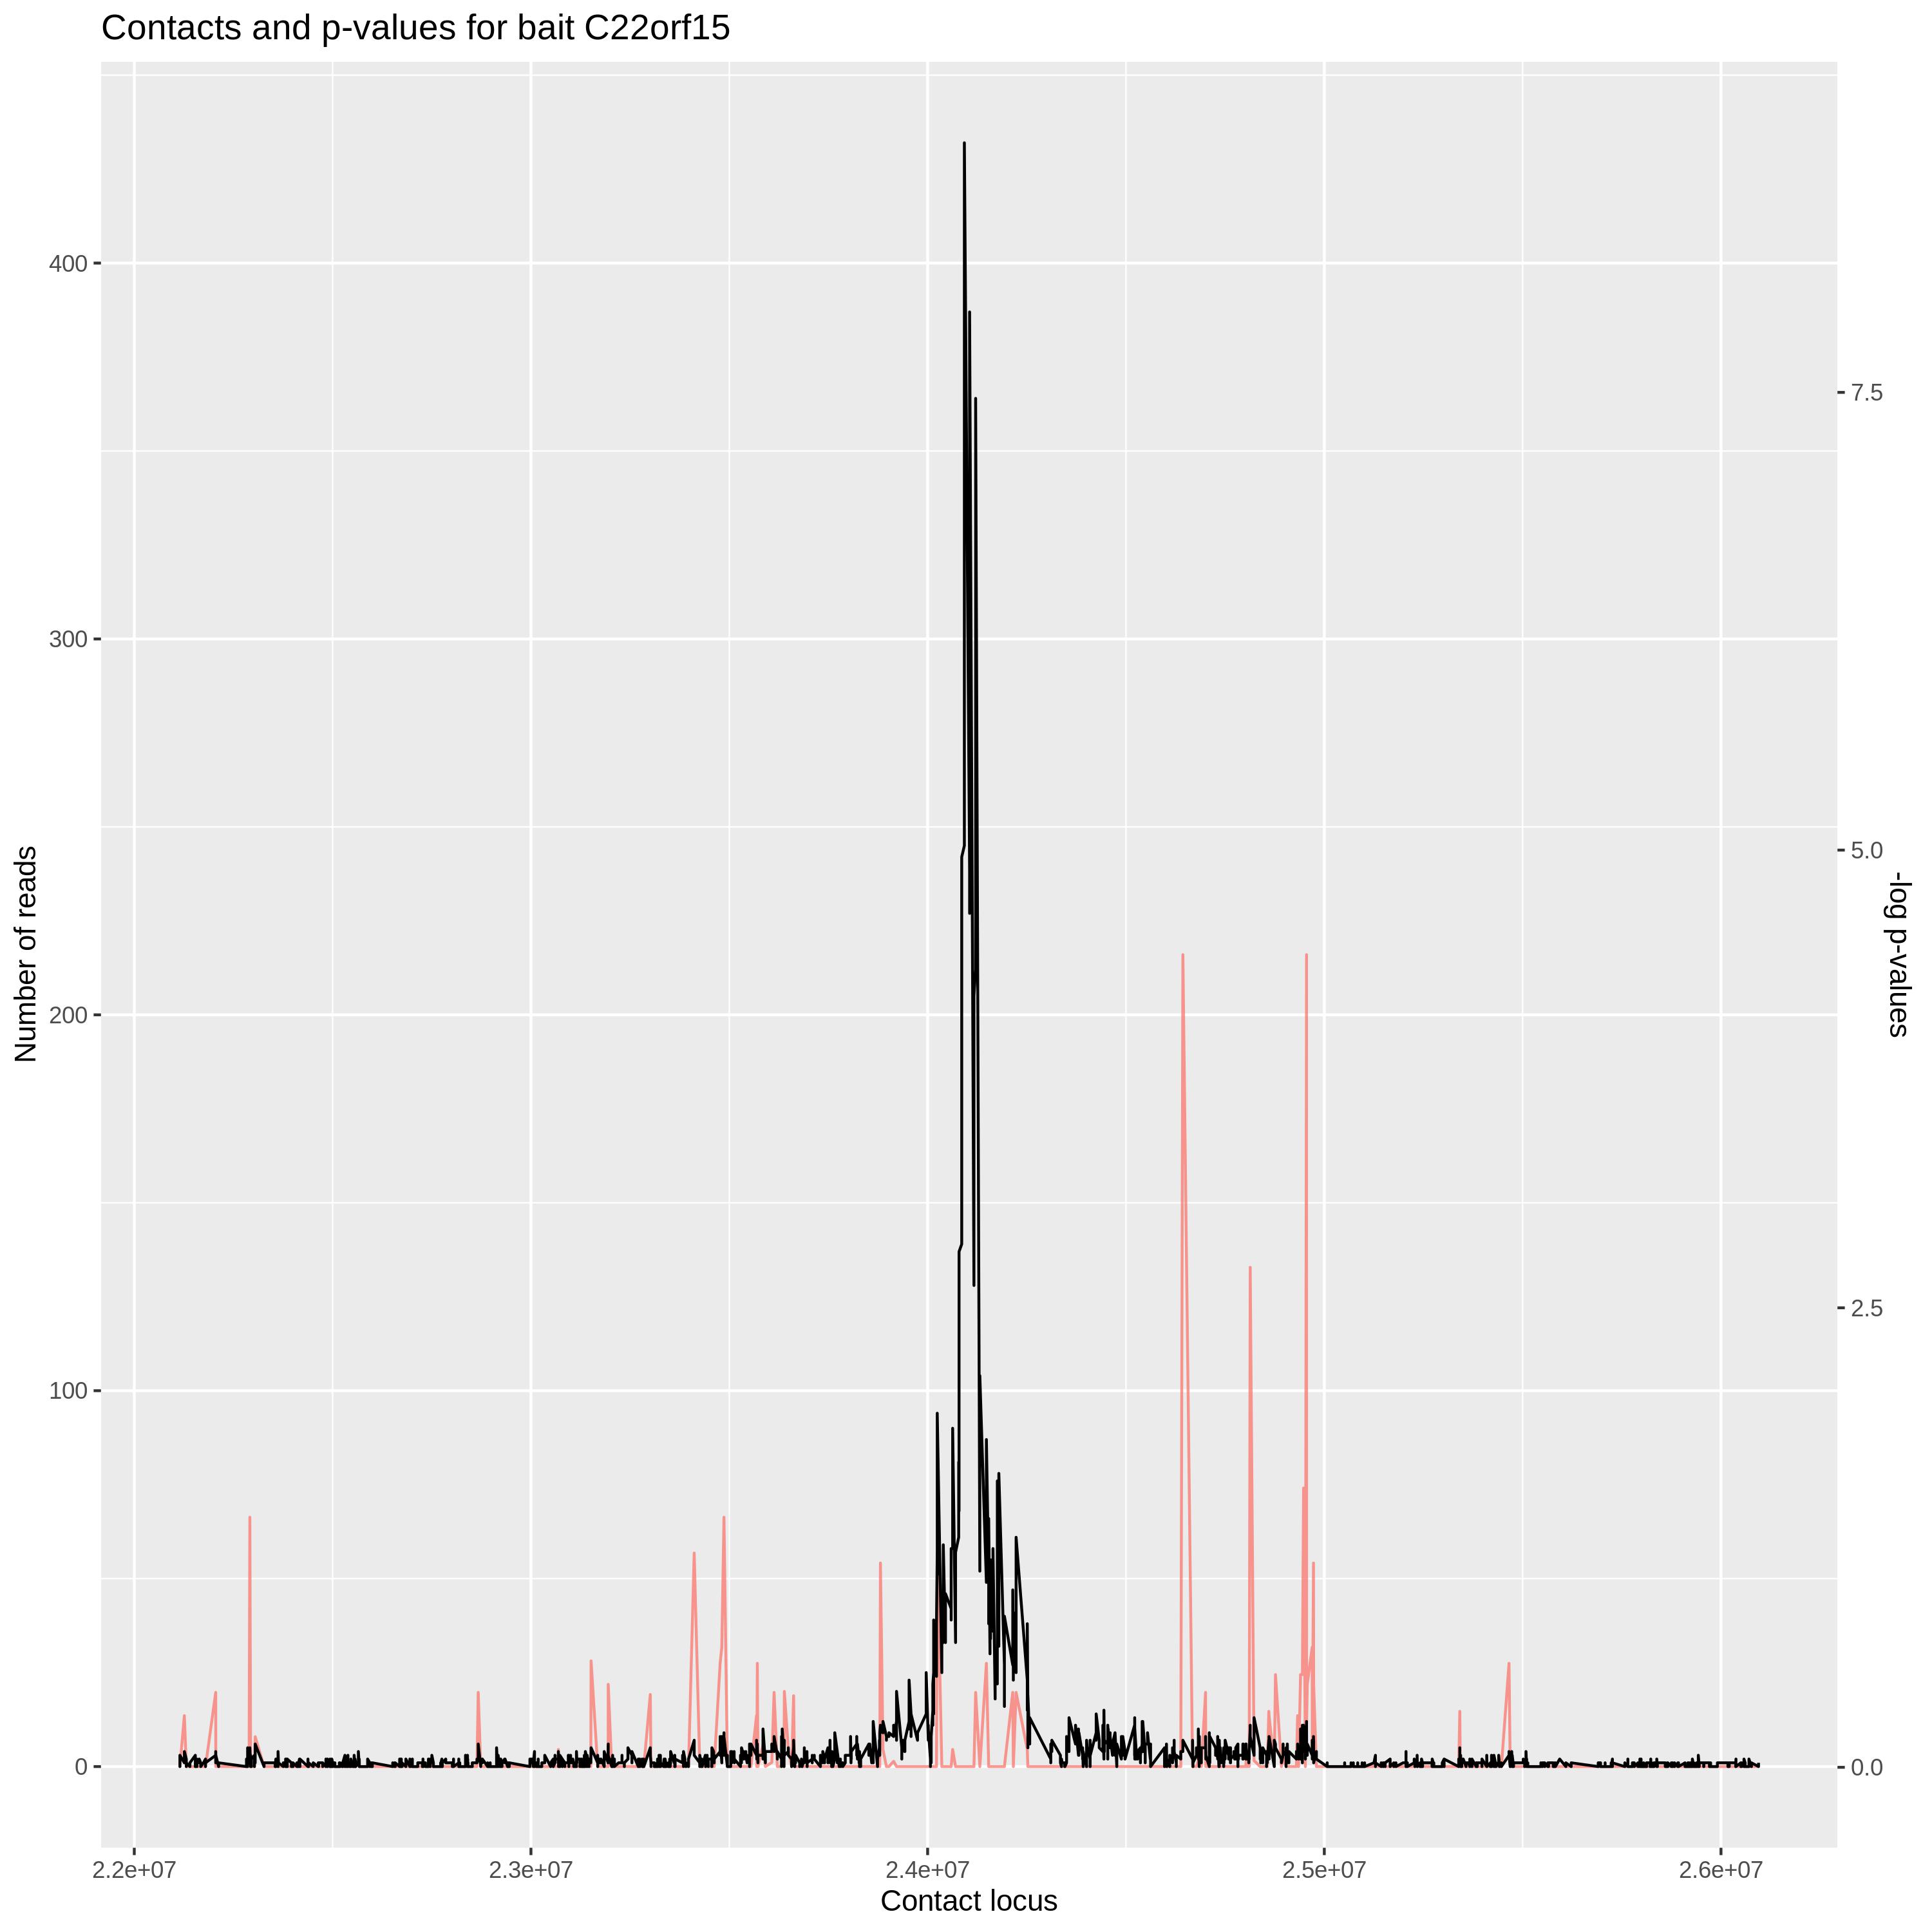 Contacts and p-values for bait C22orf15
Number of reads
400
300
200
100
0
7.5
5.0
2.5
0.0
-log p-values
2.2e+07 2.3e+07 2.4e+07 2.5e+07 2.6e+07
Contact locus